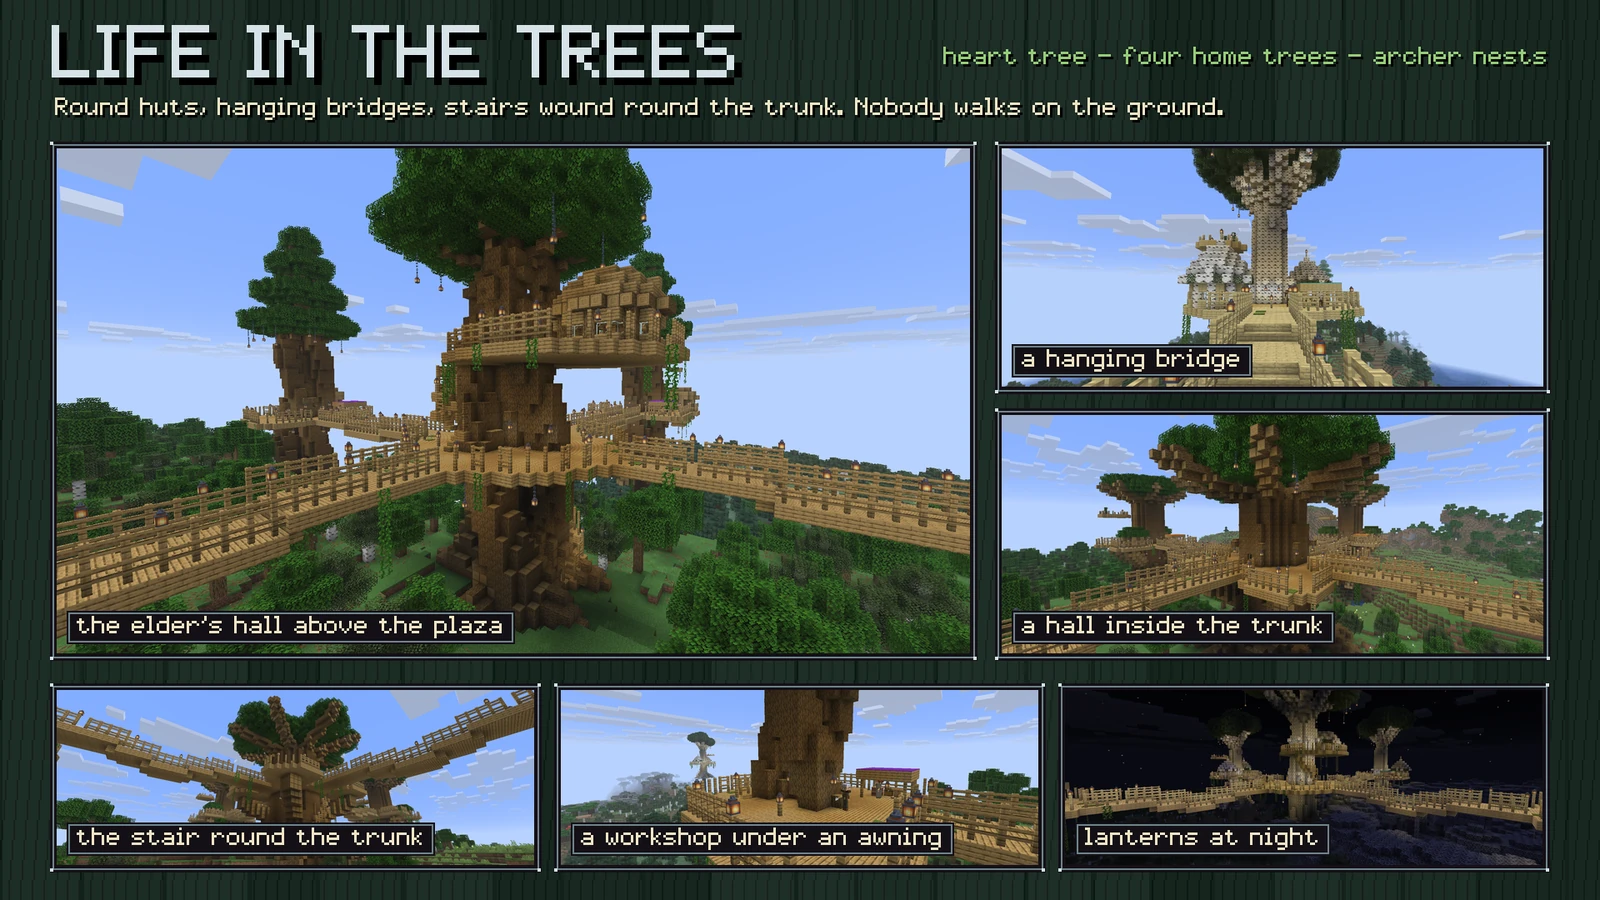 LIFE IN THE TREES
heart tree - four home trees - archer nests
Round huts, hanging bridges, stairs wound round the trunk. Nobody walks on the ground.
the elder's hall above the plaza
a hanging bridge
a hall inside the trunk
the stair round the trunk
a workshop under an awning
lanterns at night